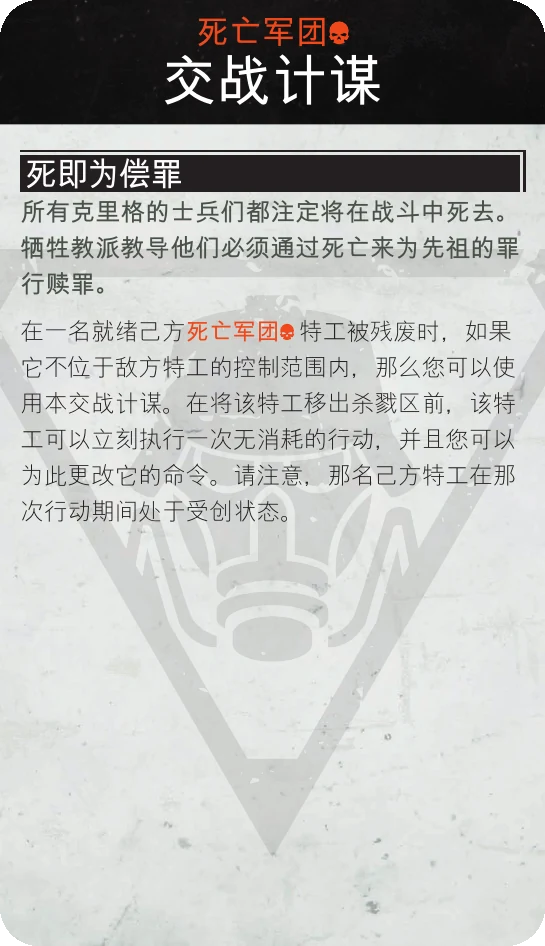 死亡军团
交战计谋
死即为偿罪
所有克里格的士兵们都注定将在战斗中死去。
牺牲教派教导他们必须通过死亡来为先祖的罪
行赎罪。
在一名就绪己方死亡军团特工被残废时，如果
它不位于敌方特工的控制范围内，那么您可以使
用本交战计谋。在将该特工移出杀戮区前，该特
工可以立刻执行一次无消耗的行动，并且您可以
为此更改它的命令。请注意，那名己方特工在那
次行动期间处于受创状态。